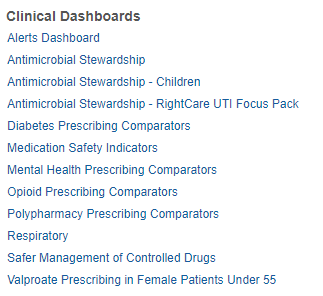 Clinical Dashboards
Alerts Dashboard
Antimicrobial Stewardship
Antimicrobial Stewardship - Children
Antimicrobial Stewardship - RightCare UTI Focus Pack
Diabetes Prescribing Comparators
Medication Safety Indicators
Mental Health Prescribing Comparators
Opioid Prescribing Comparators
Polypharmacy Prescribing Comparators
Respiratory
Safer Management of Controlled Drugs
Valproate Prescribing in Female Patients Under 55